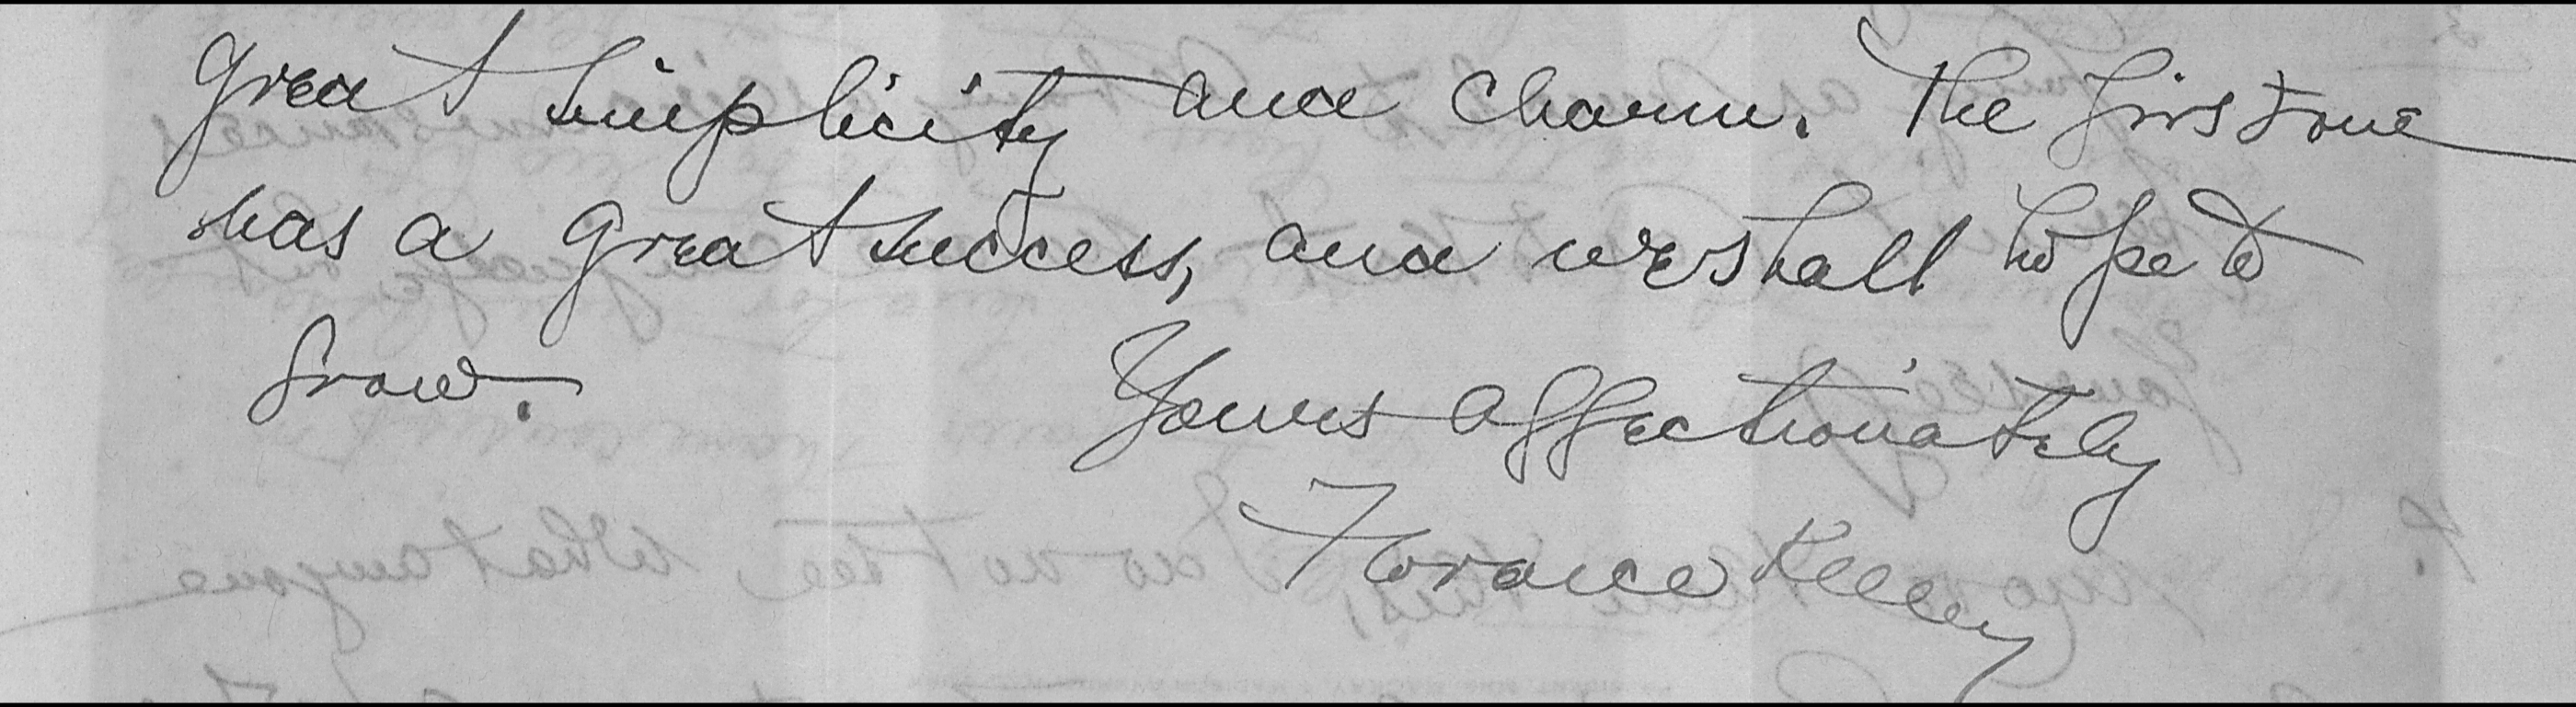 great simplicity and charm. The first one
was a great success, and we shall hope to
grow.
Yours affectionately
Florence Kelley